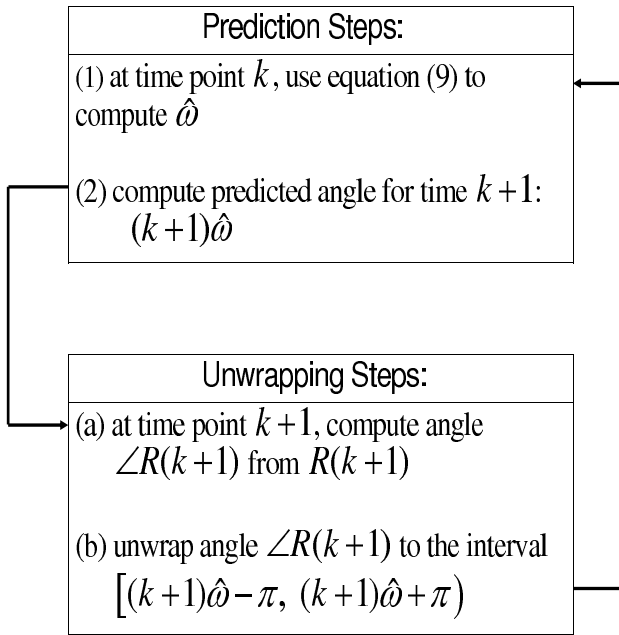 Prediction Steps:
(1) at time point k, use equation (9) to
compute ω̂
(2) compute predicted angle for time k+1:
(k+1)ω̂
Unwrapping Steps:
(a) at time point k+1, compute angle
∠R(k+1) from R(k+1)
(b) unwrap angle ∠R(k+1) to the interval
[(k+1)ω̂−π, (k+1)ω̂+π)